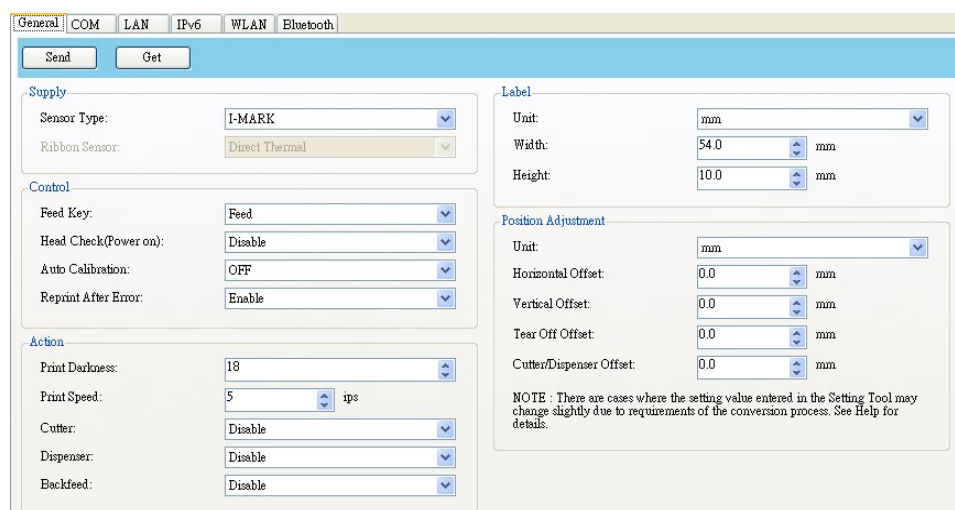 General COM LAN IPv6 WLAN Bluetooth
Send Get
Supply
Sensor Type: I-MARK
Ribbon Sensor: Direct Thermal
Control
Feed Key: Feed
Head Check(Power on): Disable
Auto Calibration: OFF
Reprint After Error: Enable
Action
Print Darkness: 18
Print Speed: 5 ips
Cutter: Disable
Dispenser: Disable
Backfeed: Disable
Label
Unit: mm
Width: 54.0 mm
Height: 10.0 mm
Position Adjustment
Unit: mm
Horizontal Offset: 0.0 mm
Vertical Offset: 0.0 mm
Tear Off Offset: 0.0 mm
Cutter/Dispenser Offset: 0.0 mm
NOTE : There are cases where the setting value entered in the Setting Tool may
change slightly due to requirements of the conversion process. See Help for
details.